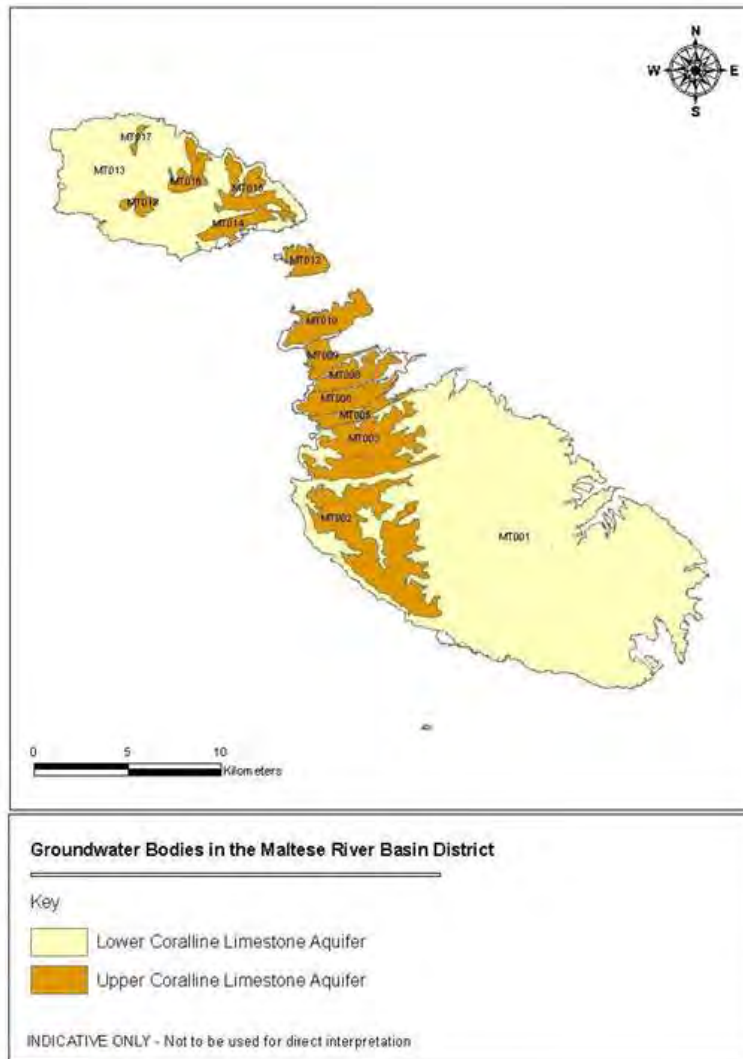 N
W E
S
MT017
MT013
MT016
MT015
MT014
MT012
MT010
MT009
MT008
MT006
MT005
MT003
MT002
MT001
0 5 10
Kilometers
Groundwater Bodies in the Maltese River Basin District
Key
Lower Coralline Limestone Aquifer
Upper Coralline Limestone Aquifer
INDICATIVE ONLY - Not to be used for direct interpretation